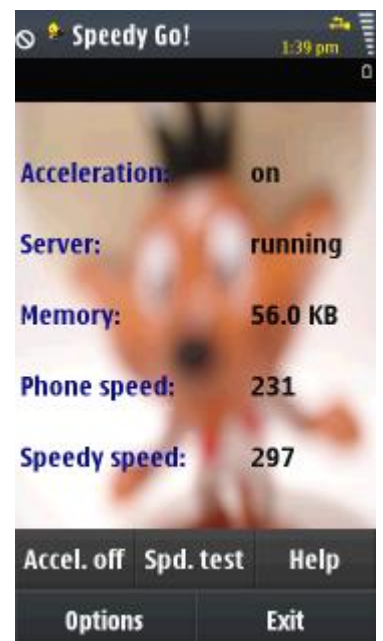 Speedy Go!
1:39 pm
Acceleration: on
Server: running
Memory: 56.0 KB
Phone speed: 231
Speedy speed: 297
Accel. off Spd. test Help
Options Exit